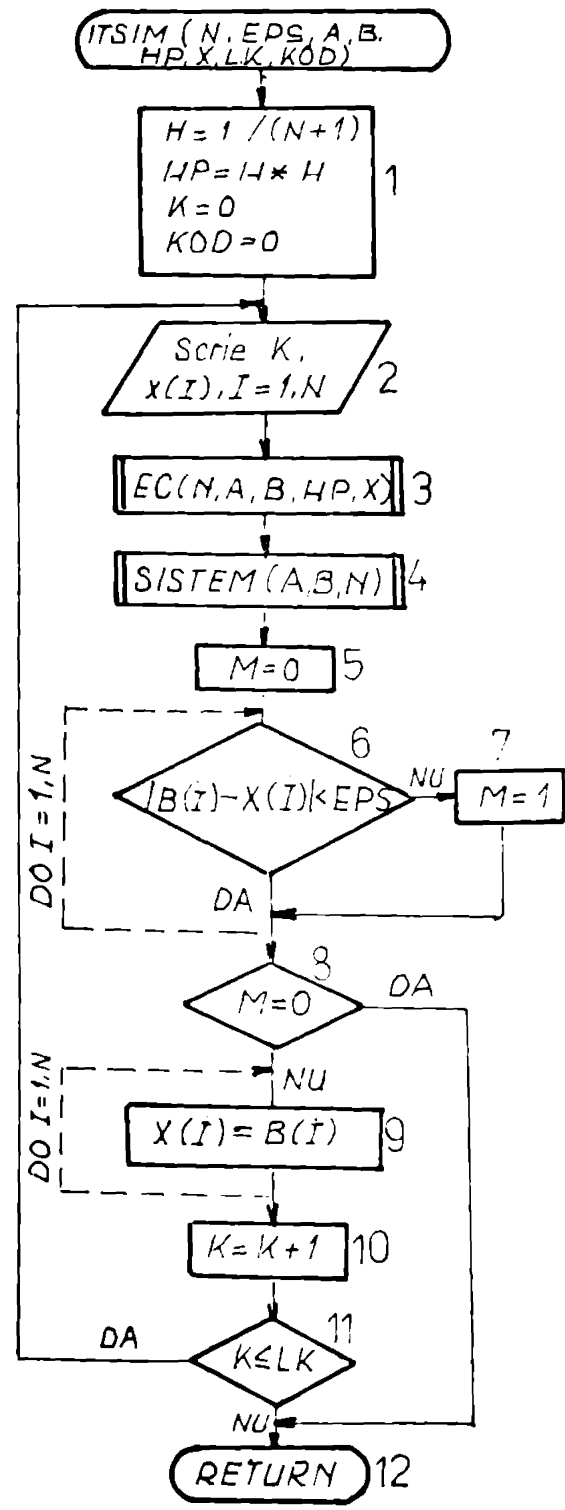 ITSIM (N, EPS, A, B.
HP, X, LK, KOD)
H = 1 / (N+1)
HP = H * H
K = 0
KOD = 0
1
Scrie K,
X(I), I = 1, N
2
EC(N, A, B, HP, X)
3
SISTEM (A, B, N)
4
M = 0
5
6
|B(I) - X(I)| < EPS
NU
7
M = 1
DO I = 1, N
DA
8
M = 0
DA
NU
DO I = 1, N
X(I) = B(I)
9
K = K + 1
10
11
DA
K ≤ LK
NU
RETURN
12